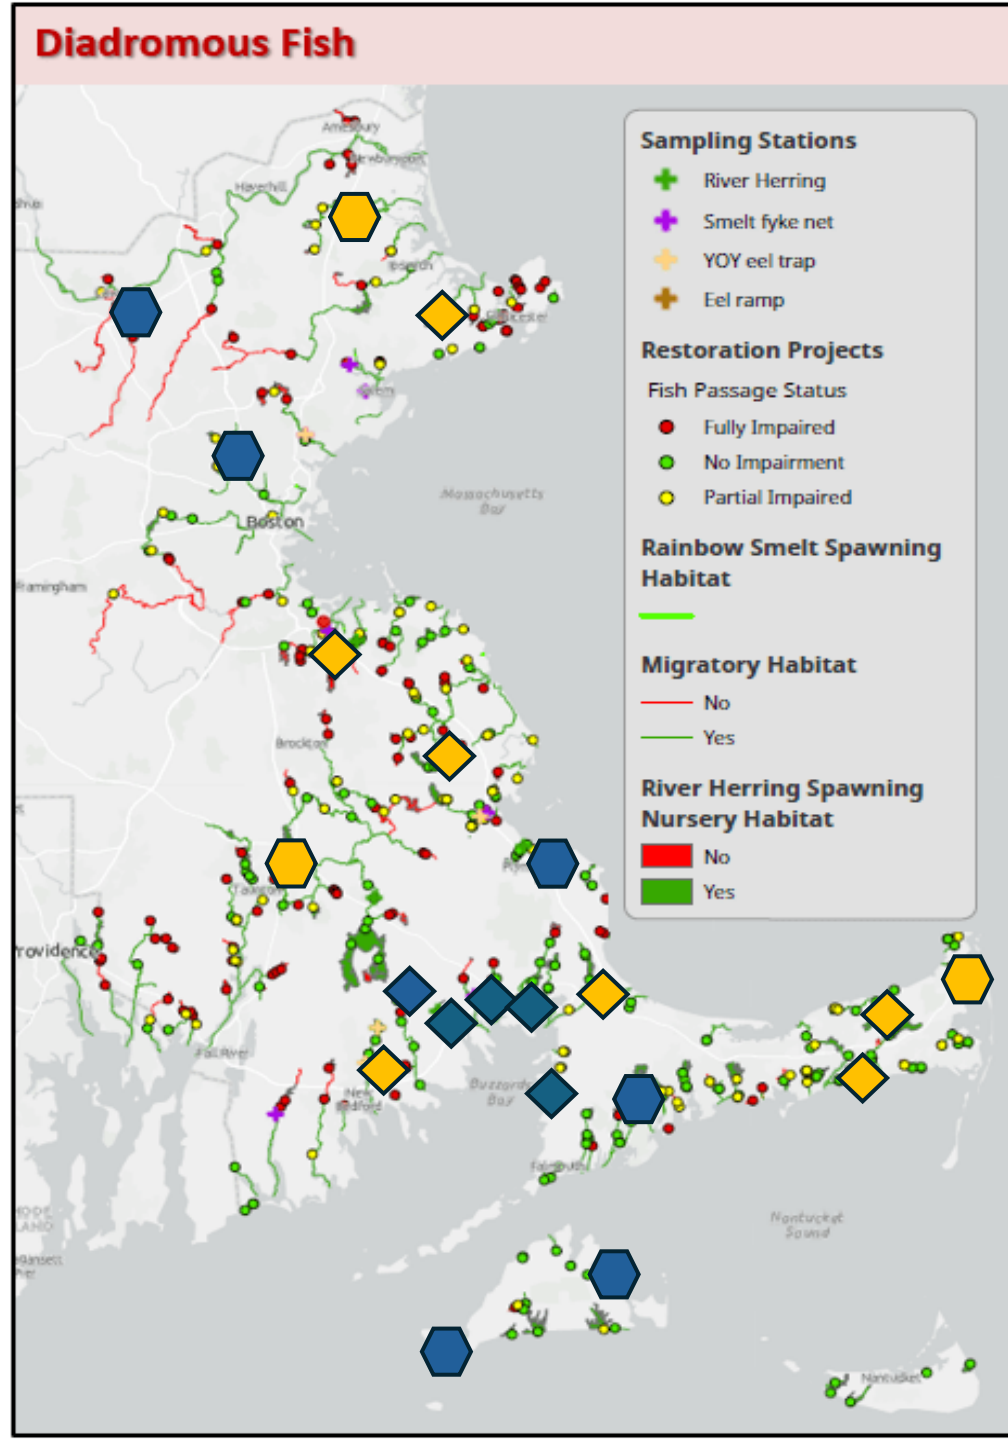 Diadromous Fish
Amesbury
Newburyport
Haverhill
Sampling Stations
River Herring
Smelt fyke net
YOY eel trap
Eel ramp
Restoration Projects
Fish Passage Status
Fully Impaired
No Impairment
Partial Impaired
Rainbow Smelt Spawning
Habitat
Migratory Habitat
No
Yes
River Herring Spawning
Nursery Habitat
No
Yes
Ipswich
Gloucester
Salem
Massachusetts
Bay
Boston
Framingham
Brockton
Taunton
Providence
Fall River
New
Bedford
Buzzards
Bay
Falmouth
Nantucket
Sound
Nantucket